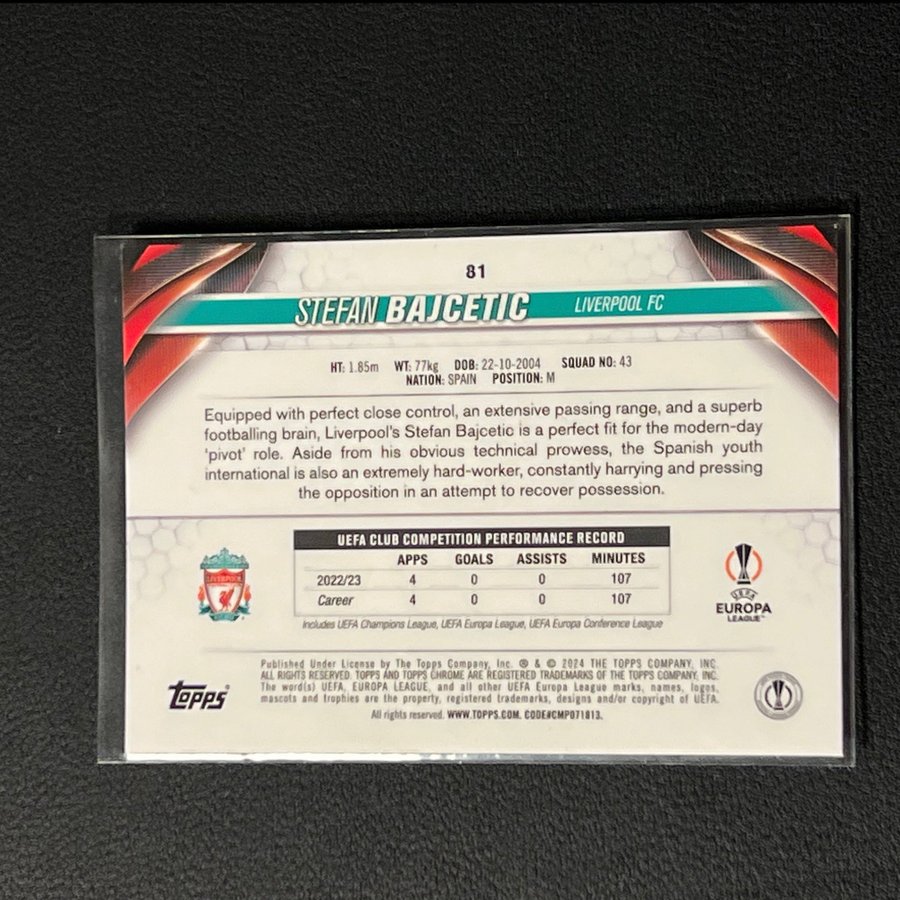 81
STEFAN BAJCETIC LIVERPOOL FC
HT: 1.85m WT: 77kg DOB: 22-10-2004 SQUAD NO: 43
NATION: SPAIN POSITION: M
Equipped with perfect close control, an extensive passing range, and a superb
footballing brain, Liverpool's Stefan Bajcetic is a perfect fit for the modern-day
'pivot' role. Aside from his obvious technical prowess, the Spanish youth
international is also an extremely hard-worker, constantly harrying and pressing
the opposition in an attempt to recover possession.
UEFA CLUB COMPETITION PERFORMANCE RECORD
APPS GOALS ASSISTS MINUTES
2022/23 4 0 0 107
Career 4 0 0 107
Includes UEFA Champions League, UEFA Europa League, UEFA Europa Conference League
LIVERPOOL
UEFA
EUROPA
LEAGUE™
Published Under License by The Topps Company, Inc. ® & © 2024 THE TOPPS COMPANY, INC.
ALL RIGHTS RESERVED. TOPPS AND TOPPS CHROME ARE REGISTERED TRADEMARKS OF THE TOPPS COMPANY, INC.
The word(s) UEFA, EUROPA LEAGUE, and all other UEFA Europa League marks, names, logos,
mascots and trophies are the property, registered trademarks, designs and/or copyright of UEFA.
All rights reserved. WWW.TOPPS.COM. CODE#CMP071813.
Topps®